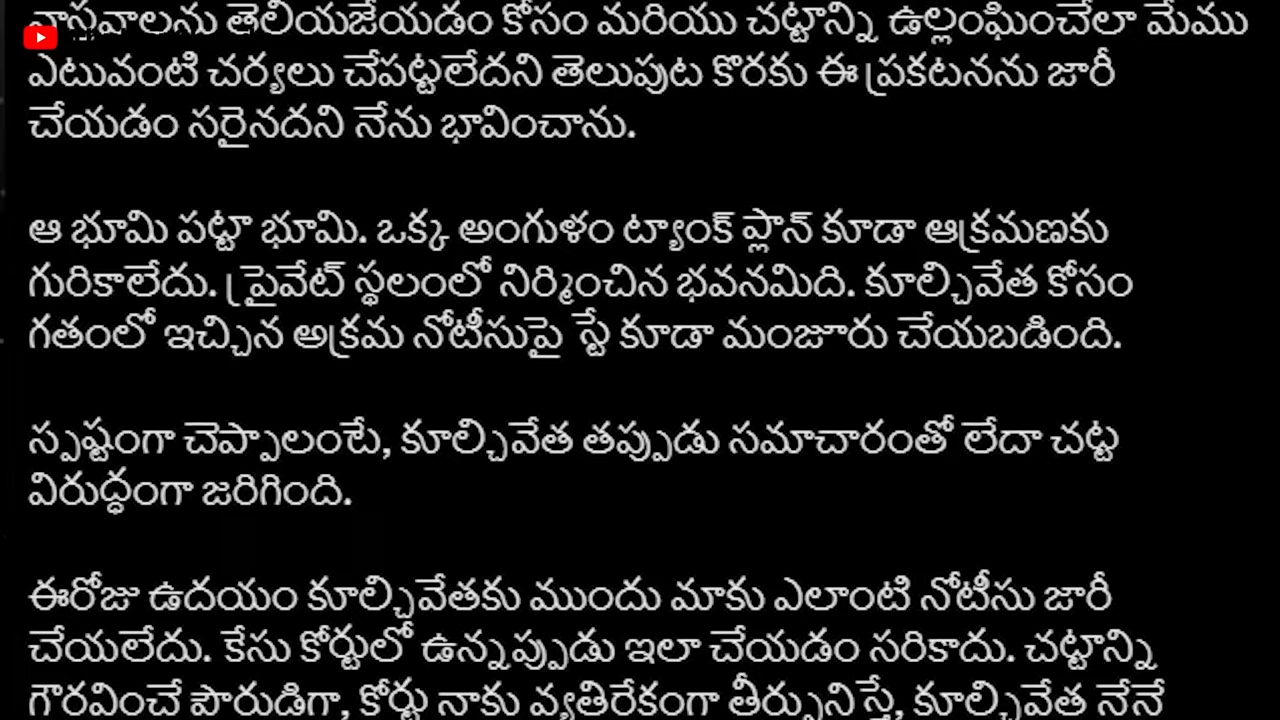 వాస్తవాలను తెలియజేయడం కోసం మరియు చట్టాన్ని ఉల్లంఘించేలా మేము
ఎటువంటి చర్యలు చేపట్టలేదని తెలుపుట కొరకు ఈ ప్రకటనను జారీ
చేయడం సరైనదని నేను భావించాను.
ఆ భూమి పట్టా భూమి. ఒక్క అంగుళం ట్యాంక్ ప్లాన్ కూడా ఆక్రమణకు
గురికాలేదు. ప్రైవేట్ స్థలంలో నిర్మించిన భవనమిది. కూల్చివేత కోసం
గతంలో ఇచ్చిన అక్రమ నోటీసుపై స్టే కూడా మంజూరు చేయబడింది.
స్పష్టంగా చెప్పాలంటే, కూల్చివేత తప్పుడు సమాచారంతో లేదా చట్ట
విరుద్ధంగా జరిగింది.
ఈరోజు ఉదయం కూల్చివేతకు ముందు మాకు ఎలాంటి నోటీసు జారీ
చేయలేదు. కేసు కోర్టులో ఉన్నప్పుడు ఇలా చేయడం సరికాదు. చట్టాన్ని
గౌరవించే పౌరుడిగా, కోర్టు నాకు వ్యతిరేకంగా తీర్పునిస్తే, కూల్చివేత నేనే